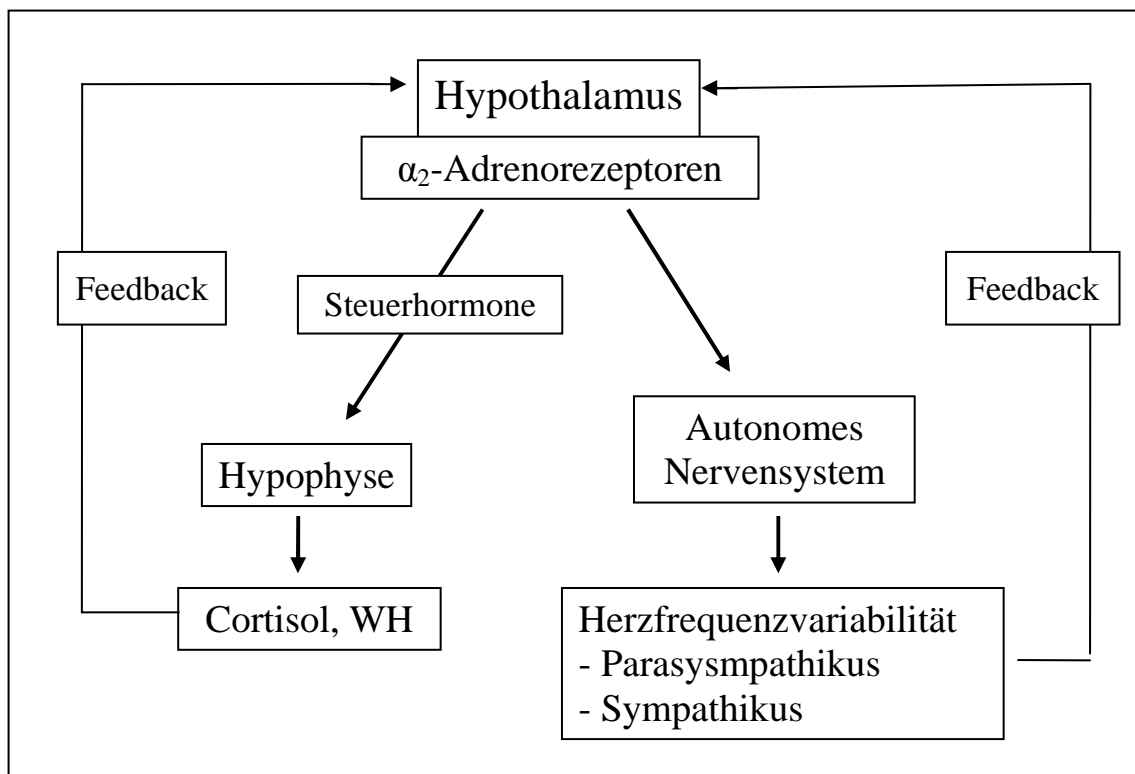 Hypothalamus
α₂-Adrenorezeptoren
Feedback
Steuerhormone
Feedback
Hypophyse
Autonomes
Nervensystem
Cortisol, WH
Herzfrequenzvariabilität
- Parasysmpathikus
- Sympathikus